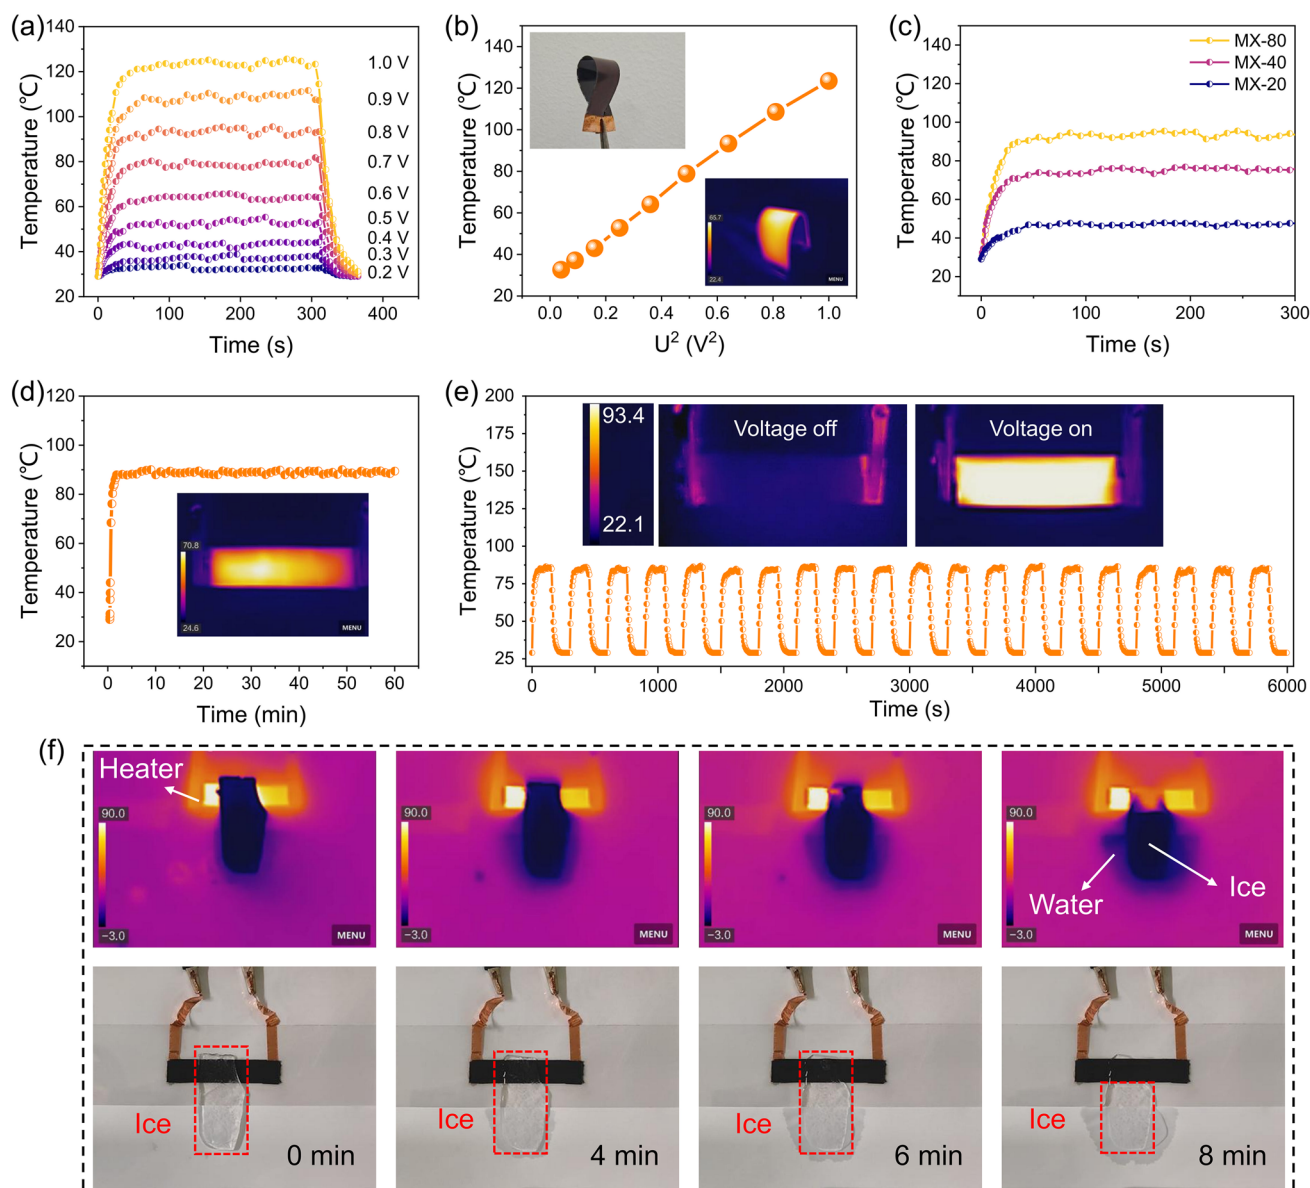 (a)
140
120
100
80
60
40
20
Temperature (℃)
0
100
200
300
400
Time (s)
1.0 V
0.9 V
0.8 V
0.7 V
0.6 V
0.5 V
0.4 V
0.3 V
0.2 V
(b)
140
120
100
80
60
40
20
Temperature (℃)
0.0
0.2
0.4
0.6
0.8
1.0
U² (V²)
65.7
22.4
MENU
(c)
140
120
100
80
60
40
20
Temperature (℃)
0
100
200
300
Time (s)
MX-80
MX-40
MX-20
(d)
120
100
80
60
40
20
Temperature (℃)
0
10
20
30
40
50
60
Time (min)
70.8
24.6
MENU
(e)
200
175
150
125
100
75
50
25
Temperature (℃)
0
1000
2000
3000
4000
5000
6000
Time (s)
93.4
22.1
Voltage off
Voltage on
(f)
Heater
90.0
−3.0
MENU
90.0
−3.0
MENU
90.0
−3.0
MENU
90.0
−3.0
Water
Ice
MENU
Ice
0 min
Ice
4 min
Ice
6 min
Ice
8 min